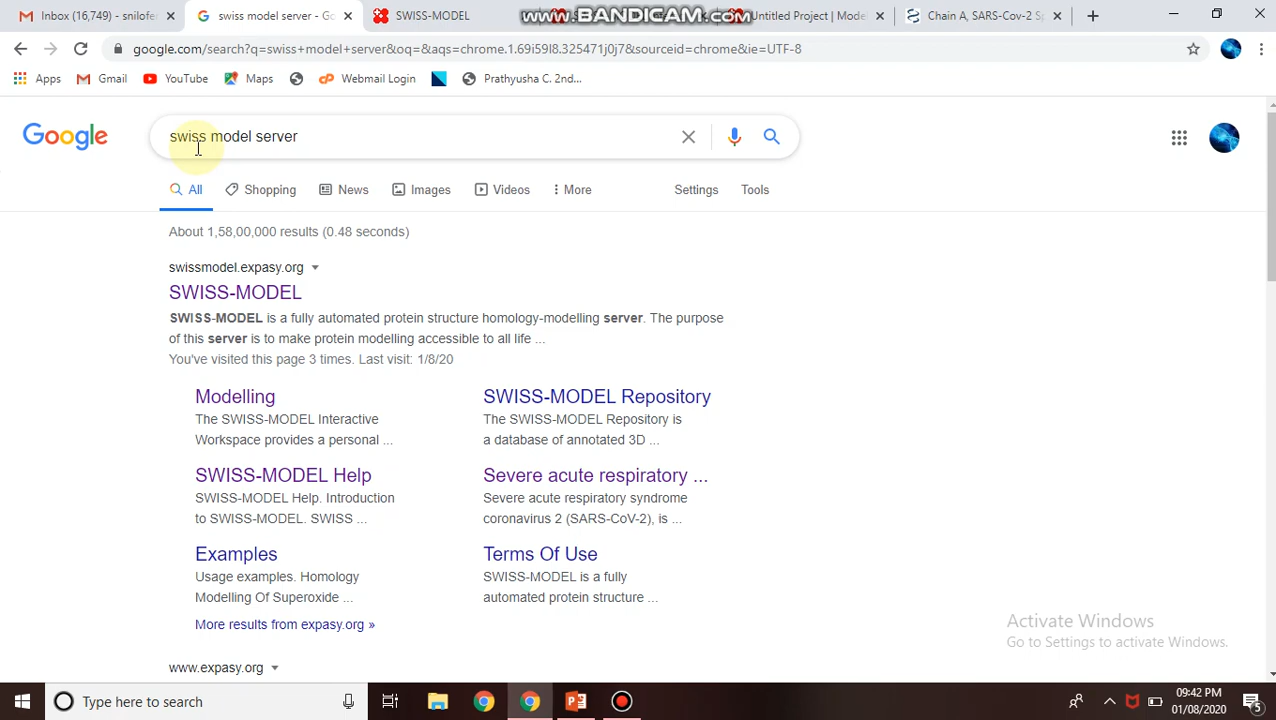 Inbox (16,749) - snilofer
swiss model server - Go
SWISS-MODEL
www.BANDICAM.com
Untitled Project | Mode
Chain A, SARS-Cov-2 Sp
google.com/search?q=swiss+model+server&oq=&aqs=chrome.1.69i59l8.325471j0j7&sourceid=chrome&ie=UTF-8
Apps
Gmail
YouTube
Maps
Webmail Login
Prathyusha C. 2nd...
Google
swiss model server
All
Shopping
News
Images
Videos
More
Settings
Tools
About 1,58,00,000 results (0.48 seconds)
swissmodel.expasy.org
SWISS-MODEL
SWISS-MODEL is a fully automated protein structure homology-modelling server. The purpose
of this server is to make protein modelling accessible to all life ...
You've visited this page 3 times. Last visit: 1/8/20
Modelling
The SWISS-MODEL Interactive
Workspace provides a personal ...
SWISS-MODEL Repository
The SWISS-MODEL Repository is
a database of annotated 3D ...
SWISS-MODEL Help
SWISS-MODEL Help. Introduction
to SWISS-MODEL. SWISS ...
Severe acute respiratory ...
Severe acute respiratory syndrome
coronavirus 2 (SARS-CoV-2), is ...
Examples
Usage examples. Homology
Modelling Of Superoxide ...
Terms Of Use
SWISS-MODEL is a fully
automated protein structure ...
More results from expasy.org »
www.expasy.org
Activate Windows
Go to Settings to activate Windows.
Type here to search
09:42 PM
01/08/2020
5